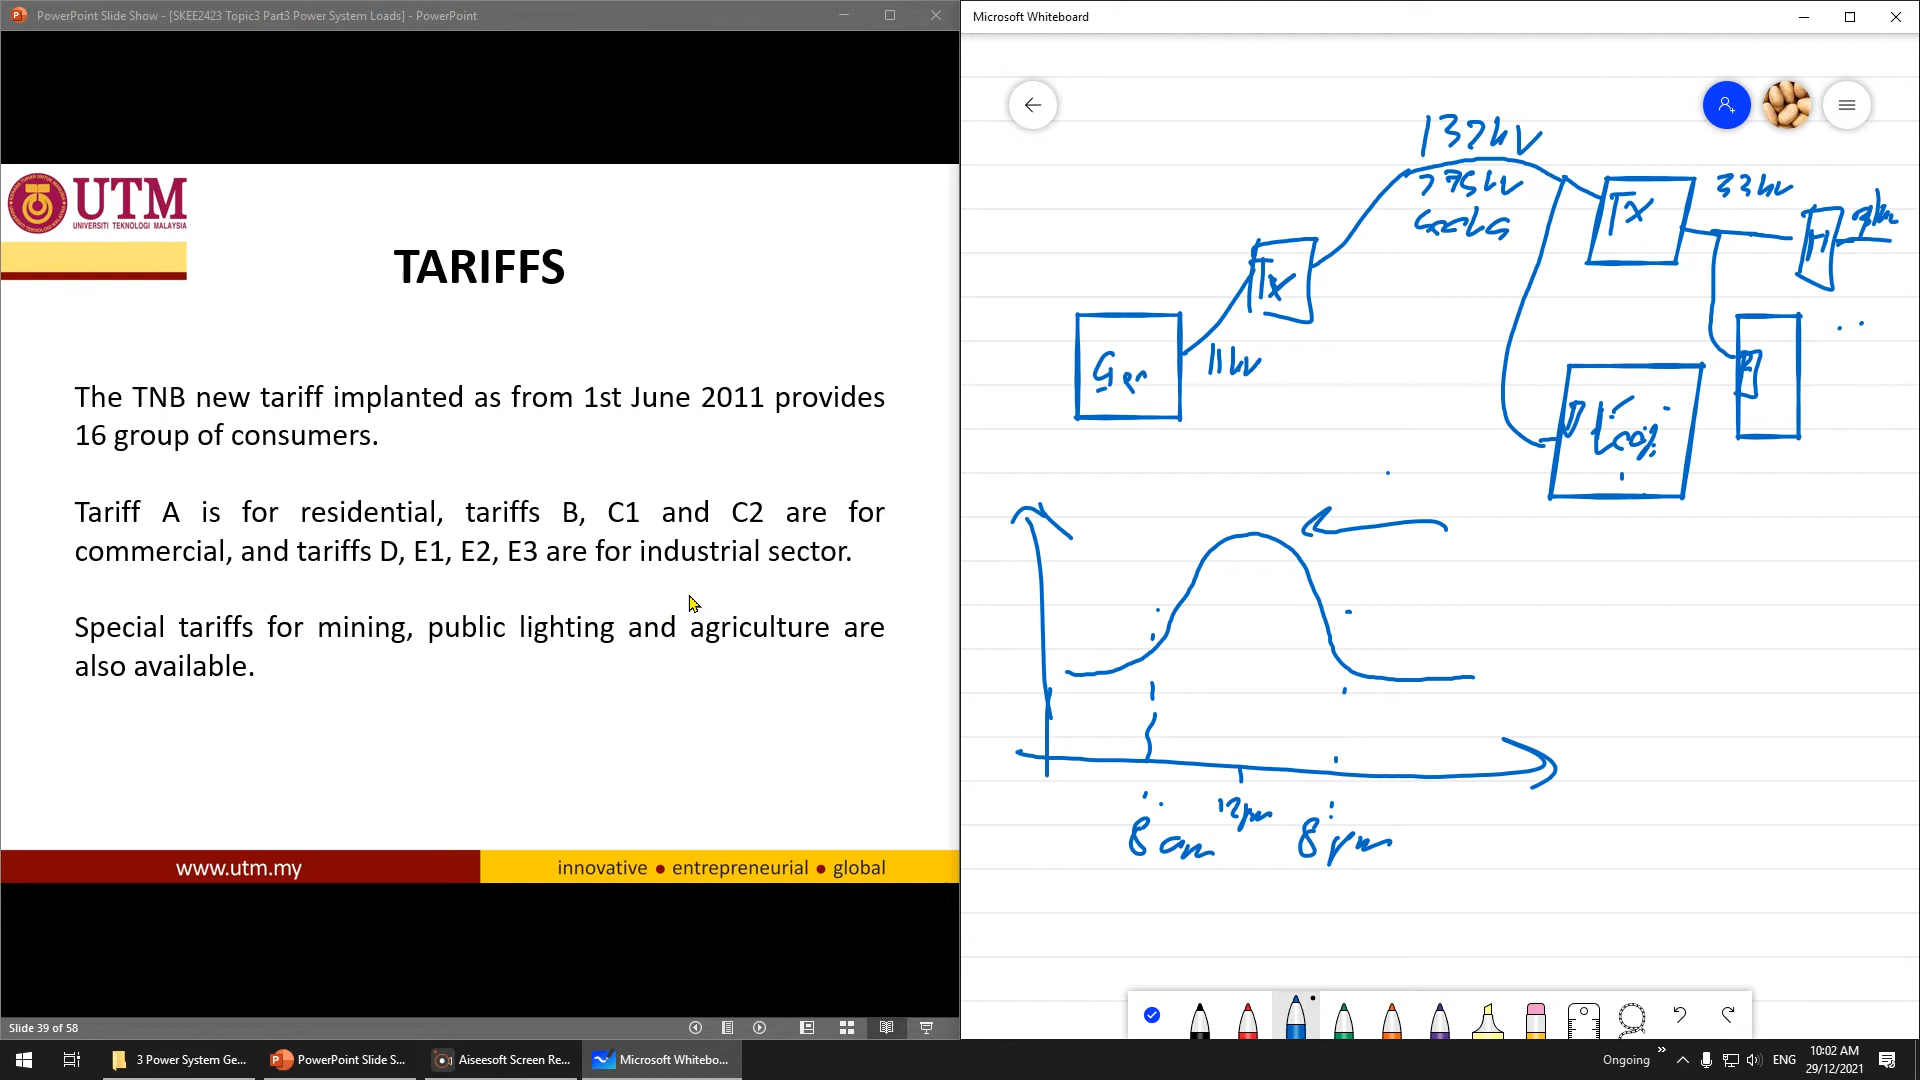 PowerPoint Slide Show - [SKEE2423 Topic3 Part3 Power System Loads] - PowerPoint
UTM
UNIVERSITI TEKNOLOGI MALAYSIA
TARIFFS
The TNB new tariff implanted as from 1st June 2011 provides
16 group of consumers.
Tariff A is for residential, tariffs B, C1 and C2 are for
commercial, and tariffs D, E1, E2, E3 are for industrial sector.
Special tariffs for mining, public lighting and agriculture are
also available.
www.utm.my
innovative ● entrepreneurial ● global
Slide 39 of 58
Microsoft Whiteboard
132kV
275kV
Tx
33kV
Tx
Gen
11kV
8am
12pm
8pm
3 Power System Ge...
PowerPoint Slide S...
Aiseesoft Screen Re...
Microsoft Whitebo...
Ongoing
ENG
10:02 AM
29/12/2021